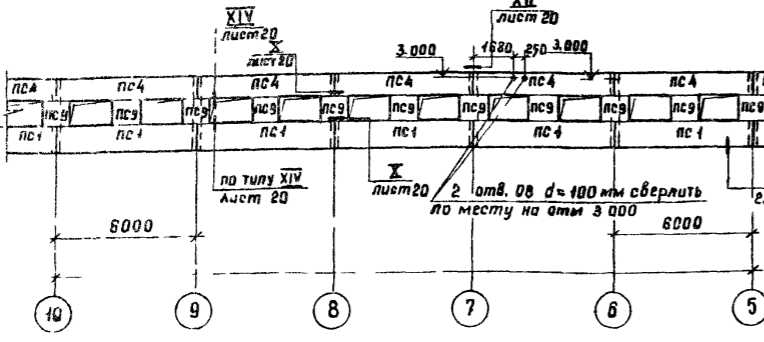 XIV
лист 20
X
лист 20
XII
лист 20
3.000
1680
250
3.000
пс4
пс4
пс4
пс4
пс4
пс4
пс4
пс9
пс9
пс9
пс9
пс9
пс9
пс9
пс9
пс9
пс9
пс9
пс1
пс1
пс1
пс1
пс1
пс1
по типу XIV
лист 20
X
лист 20
2 отв. ОВ d=100 мм сверлить
по месту на отм 3 000
2
6000
6000
10
9
8
7
6
5